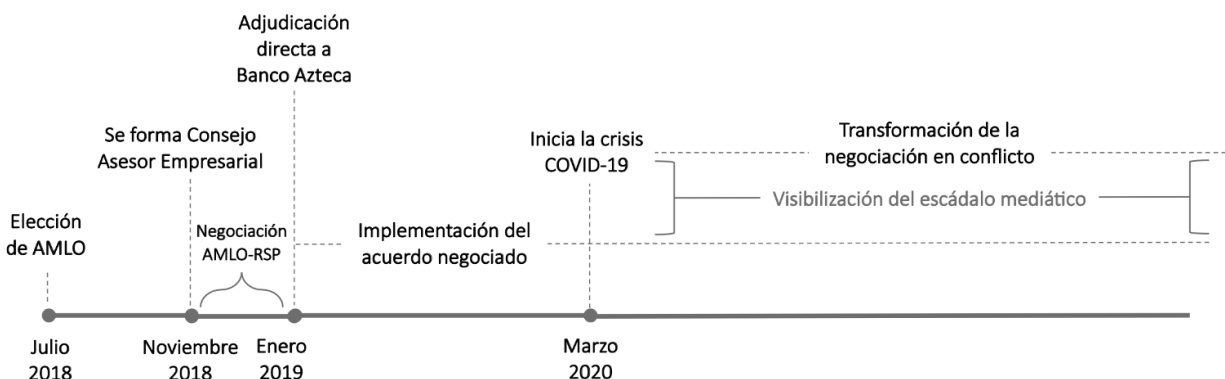 Adjudicación
directa a
Banco Azteca
Se forma Consejo
Asesor Empresarial
Inicia la crisis
COVID-19
Transformación de la
negociación en conflicto
Visibilización del escádalo mediático
Elección
de AMLO
Negociación
AMLO-RSP
Implementación del
acuerdo negociado
Julio
2018
Noviembre
2018
Enero
2019
Marzo
2020